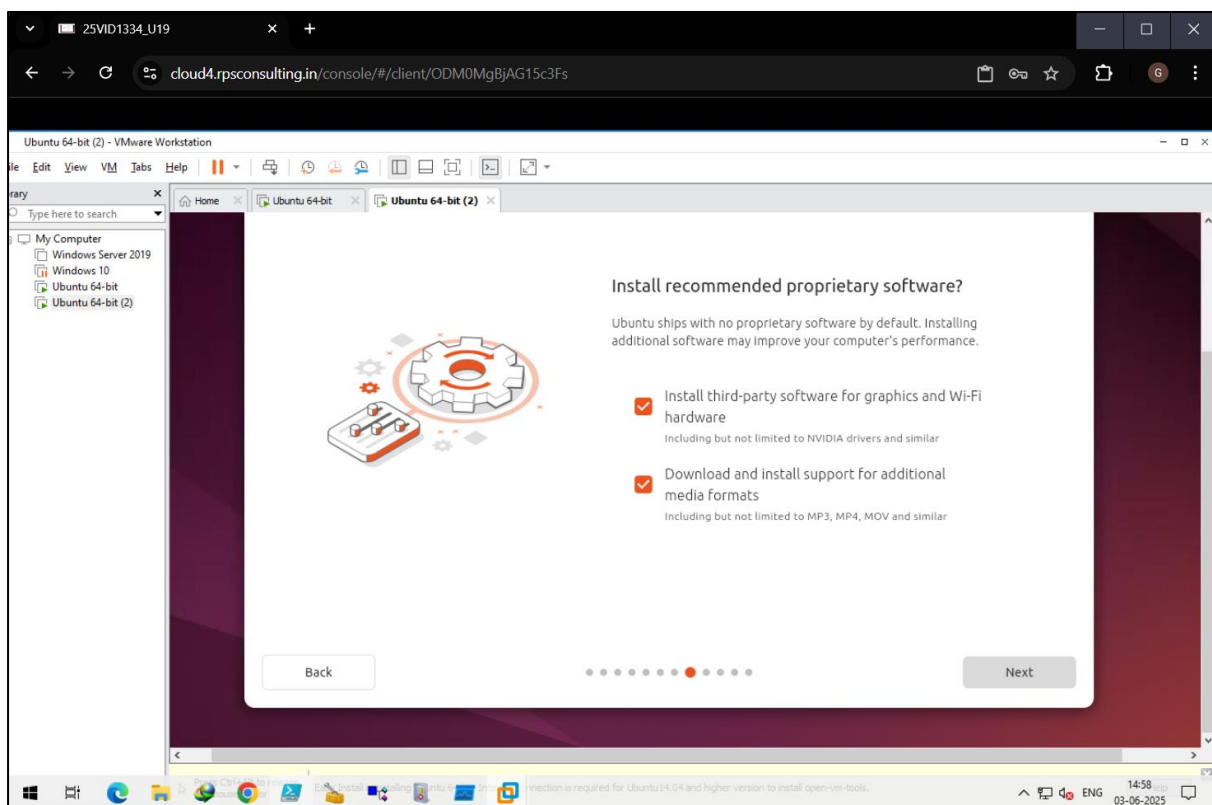 25VID1334_U19
cloud4.rpsconsulting.in/console/#/client/ODM0MgBjAG15c3Fs
G
Ubuntu 64-bit (2) - VMware Workstation
ile Edit View VM Tabs Help
rary
Type here to search
Home
Ubuntu 64-bit
Ubuntu 64-bit (2)
My Computer
Windows Server 2019
Windows 10
Ubuntu 64-bit
Ubuntu 64-bit (2)
Install recommended proprietary software?
Ubuntu ships with no proprietary software by default. Installing
additional software may improve your computer's performance.
Install third-party software for graphics and Wi-Fi
hardware
Including but not limited to NVIDIA drivers and similar
Download and install support for additional
media formats
Including but not limited to MP3, MP4, MOV and similar
Back
Next
nnection is required for Ubuntu14.04 and higher version to install open-vm-tools.
ENG
14:58
03-06-2025